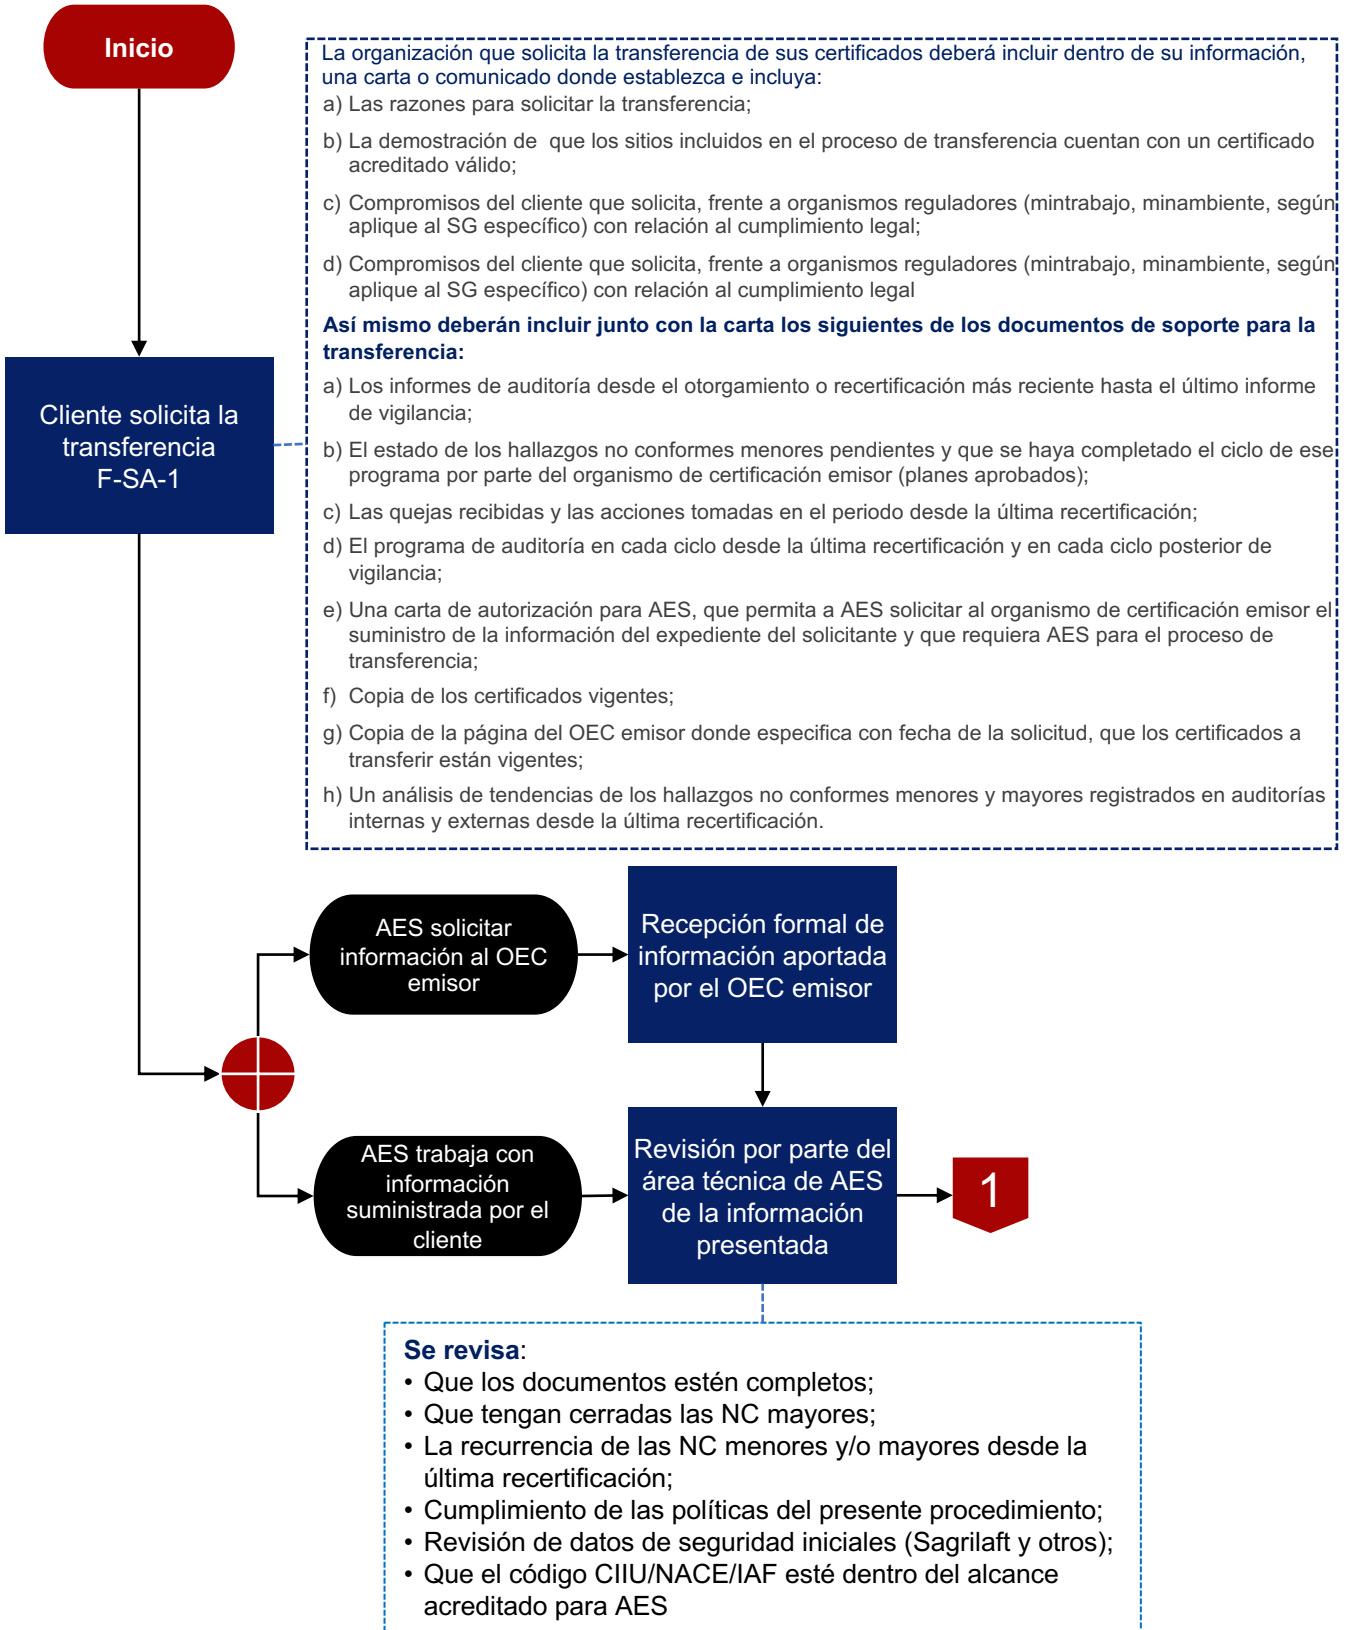 Inicio
La organización que solicita la transferencia de sus certificados deberá incluir dentro de su información,
una carta o comunicado donde establezca e incluya:
a) Las razones para solicitar la transferencia;
b) La demostración de que los sitios incluidos en el proceso de transferencia cuentan con un certificado
acreditado válido;
c) Compromisos del cliente que solicita, frente a organismos reguladores (mintrabajo, minambiente, según
aplique al SG específico) con relación al cumplimiento legal;
d) Compromisos del cliente que solicita, frente a organismos reguladores (mintrabajo, minambiente, según
aplique al SG específico) con relación al cumplimiento legal
Así mismo deberán incluir junto con la carta los siguientes de los documentos de soporte para la
transferencia:
a) Los informes de auditoría desde el otorgamiento o recertificación más reciente hasta el último informe
de vigilancia;
b) El estado de los hallazgos no conformes menores pendientes y que se haya completado el ciclo de ese
programa por parte del organismo de certificación emisor (planes aprobados);
c) Las quejas recibidas y las acciones tomadas en el periodo desde la última recertificación;
d) El programa de auditoría en cada ciclo desde la última recertificación y en cada ciclo posterior de
vigilancia;
e) Una carta de autorización para AES, que permita a AES solicitar al organismo de certificación emisor el
suministro de la información del expediente del solicitante y que requiera AES para el proceso de
transferencia;
f) Copia de los certificados vigentes;
g) Copia de la página del OEC emisor donde especifica con fecha de la solicitud, que los certificados a
transferir están vigentes;
h) Un análisis de tendencias de los hallazgos no conformes menores y mayores registrados en auditorías
internas y externas desde la última recertificación.
Cliente solicita la
transferencia
F-SA-1
AES solicitar
información al OEC
emisor
Recepción formal de
información aportada
por el OEC emisor
AES trabaja con
información
suministrada por el
cliente
Revisión por parte del
área técnica de AES
de la información
presentada
1
Se revisa:
• Que los documentos estén completos;
• Que tengan cerradas las NC mayores;
• La recurrencia de las NC menores y/o mayores desde la
última recertificación;
• Cumplimiento de las políticas del presente procedimiento;
• Revisión de datos de seguridad iniciales (Sagrilaft y otros);
• Que el código CIIU/NACE/IAF esté dentro del alcance
acreditado para AES